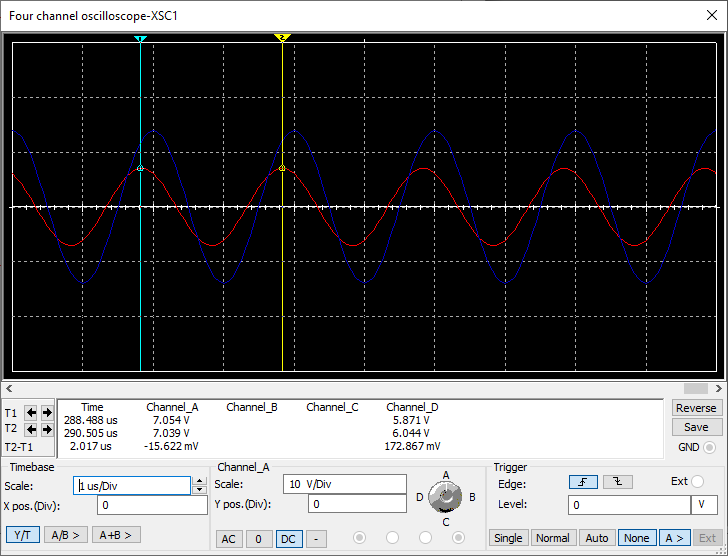 Four channel oscilloscope-XSC1
1 2
T1
T2
T2-T1
Time Channel_A Channel_B Channel_C Channel_D
288.488 us 7.054 V 5.871 V
290.505 us 7.039 V 6.044 V
2.017 us -15.622 mV 172.867 mV
Reverse
Save
GND
Timebase
Scale: 1 us/Div
X pos.(Div): 0
Y/T A/B > A+B >
Channel_A
Scale: 10 V/Div
Y pos.(Div): 0
AC 0 DC -
A
D B
C
Trigger
Edge: Ext
Level: 0 V
Single Normal Auto None A > Ext